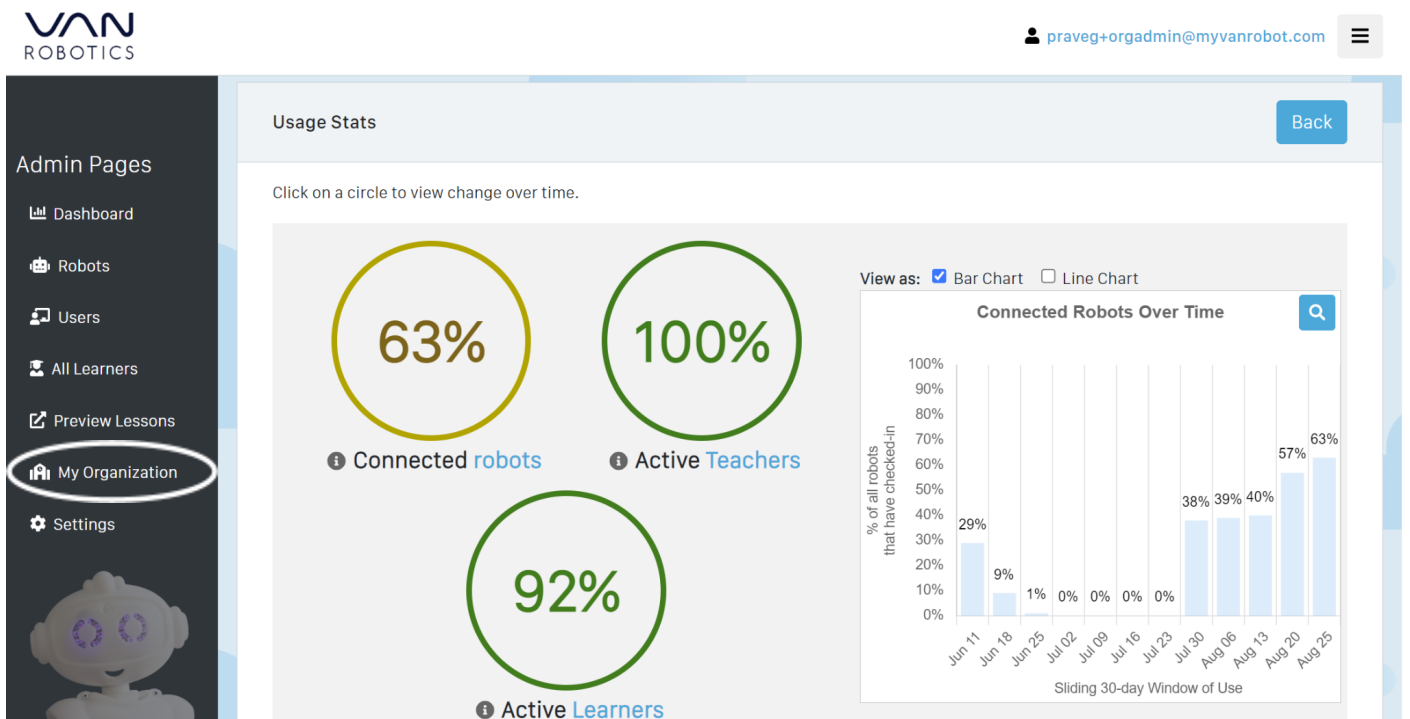 VAN
ROBOTICS
praveg+orgadmin@myvanrobot.com
Admin Pages
Dashboard
Robots
Users
All Learners
Preview Lessons
My Organization
Settings
Usage Stats
Back
Click on a circle to view change over time.
63%
Connected robots
100%
Active Teachers
92%
Active Learners
View as: Bar Chart Line Chart
Connected Robots Over Time
% of all robots
that have checked-in
100%
90%
80%
70%
60%
50%
40%
30%
20%
10%
0%
29%
9%
1%
0%
0%
0%
0%
38%
39%
40%
57%
63%
Jun 11
Jun 18
Jun 25
Jul 02
Jul 09
Jul 16
Jul 23
Jul 30
Aug 06
Aug 13
Aug 20
Aug 25
Sliding 30-day Window of Use